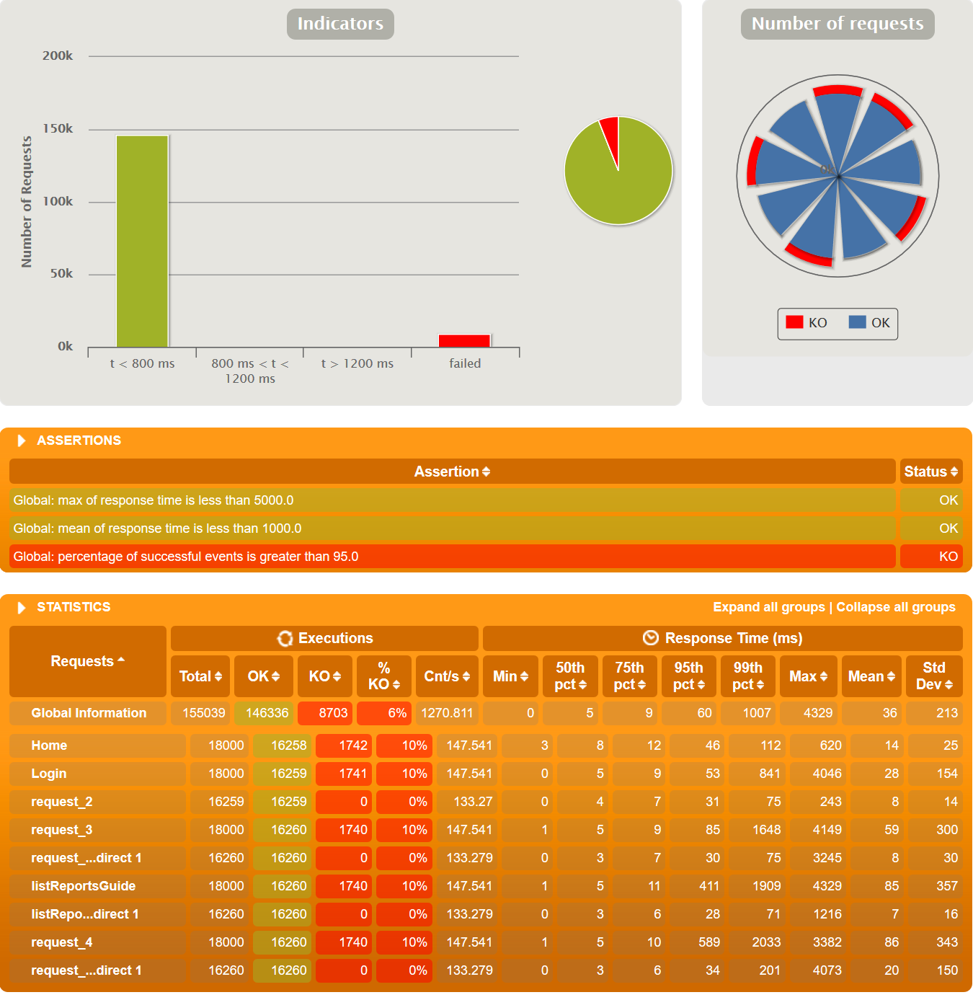 Indicators
200k
150k
100k
50k
0k
Number of Requests
t < 800 ms
800 ms < t <
1200 ms
t > 1200 ms
failed
Number of requests
ok
KO
OK
ASSERTIONS
Assertion Status
Global: max of response time is less than 5000.0 OK
Global: mean of response time is less than 1000.0 OK
Global: percentage of successful events is greater than 95.0 KO
STATISTICS Expand all groups | Collapse all groups
Requests
Executions
Response Time (ms)
Total OK KO % KO Cnt/s Min 50th pct 75th pct 95th pct 99th pct Max Mean Std Dev
Global Information 155039 146336 8703 6% 1270.811 0 5 9 60 1007 4329 36 213
Home 18000 16258 1742 10% 147.541 3 8 12 46 112 620 14 25
Login 18000 16259 1741 10% 147.541 0 5 9 53 841 4046 28 154
request_2 16259 16259 0 0% 133.27 0 4 7 31 75 243 8 14
request_3 18000 16260 1740 10% 147.541 1 5 9 85 1648 4149 59 300
request_...direct 1 16260 16260 0 0% 133.279 0 3 7 30 75 3245 8 30
listReportsGuide 18000 16260 1740 10% 147.541 1 5 11 411 1909 4329 85 357
listRepo...direct 1 16260 16260 0 0% 133.279 0 3 6 28 71 1216 7 16
request_4 18000 16260 1740 10% 147.541 1 5 10 589 2033 3382 86 343
request_...direct 1 16260 16260 0 0% 133.279 0 3 6 34 201 4073 20 150